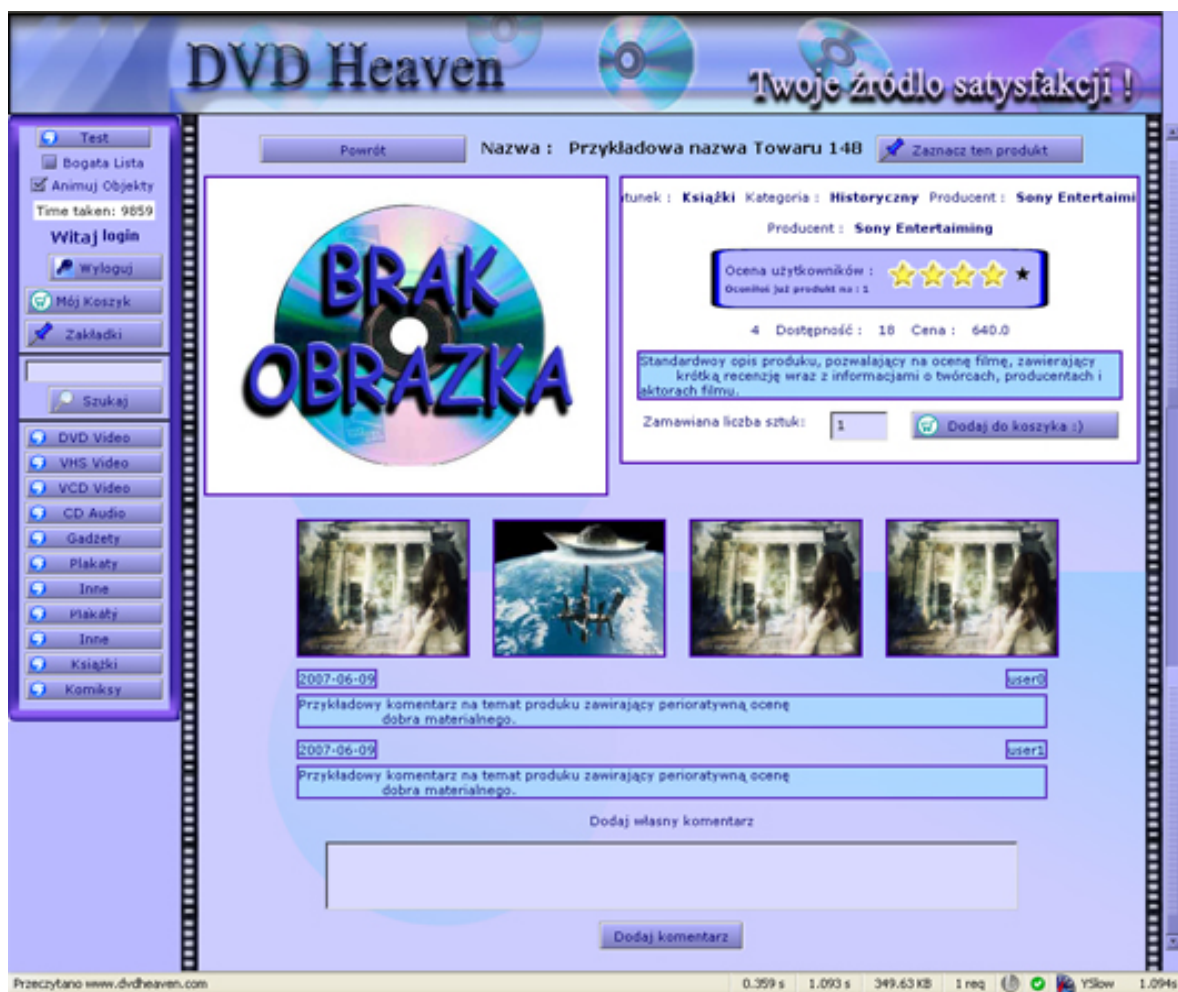 DVD Heaven
Twoje źródło satysfakcji !
Test
Bogata Lista
Animuj Objekty
Time taken: 9859
Witaj login
Wyloguj
Mój Koszyk
Zakładki
Szukaj
DVD Video
VHS Video
VCD Video
CD Audio
Gadżety
Plakaty
Inne
Plakaty
Inne
Książki
Komiksy
Powrót
Nazwa : Przykładowa nazwa Towaru 148
Zaznacz ten produkt
BRAK
OBRAZKA
tunek : Książki Kategoria : Historyczny Producent : Sony Entertaimi
Producent : Sony Entertaiming
Ocena użytkowników :
Oceniłeś już produkt na : 1
4 Dostępność : 18 Cena : 640.0
Standardwoy opis produku, pozwalający na ocenę filmę, zawierający
krótką recenzję wraz z informacjami o twórcach, producentach i
aktorach filmu.
Zamawiana liczba sztuk:
1
Dodaj do koszyka :)
2007-06-09
user0
Przykładowy komentarz na temat produku zawirający perioratywną ocenę
dobra materialnego.
2007-06-09
user1
Przykładowy komentarz na temat produku zawirający perioratywną ocenę
dobra materialnego.
Dodaj własny komentarz
Dodaj komentarz
Przeczytano www.dvdheaven.com
0.359 s
1.093 s
349.63 KB
1 req
YSlow
1.094s